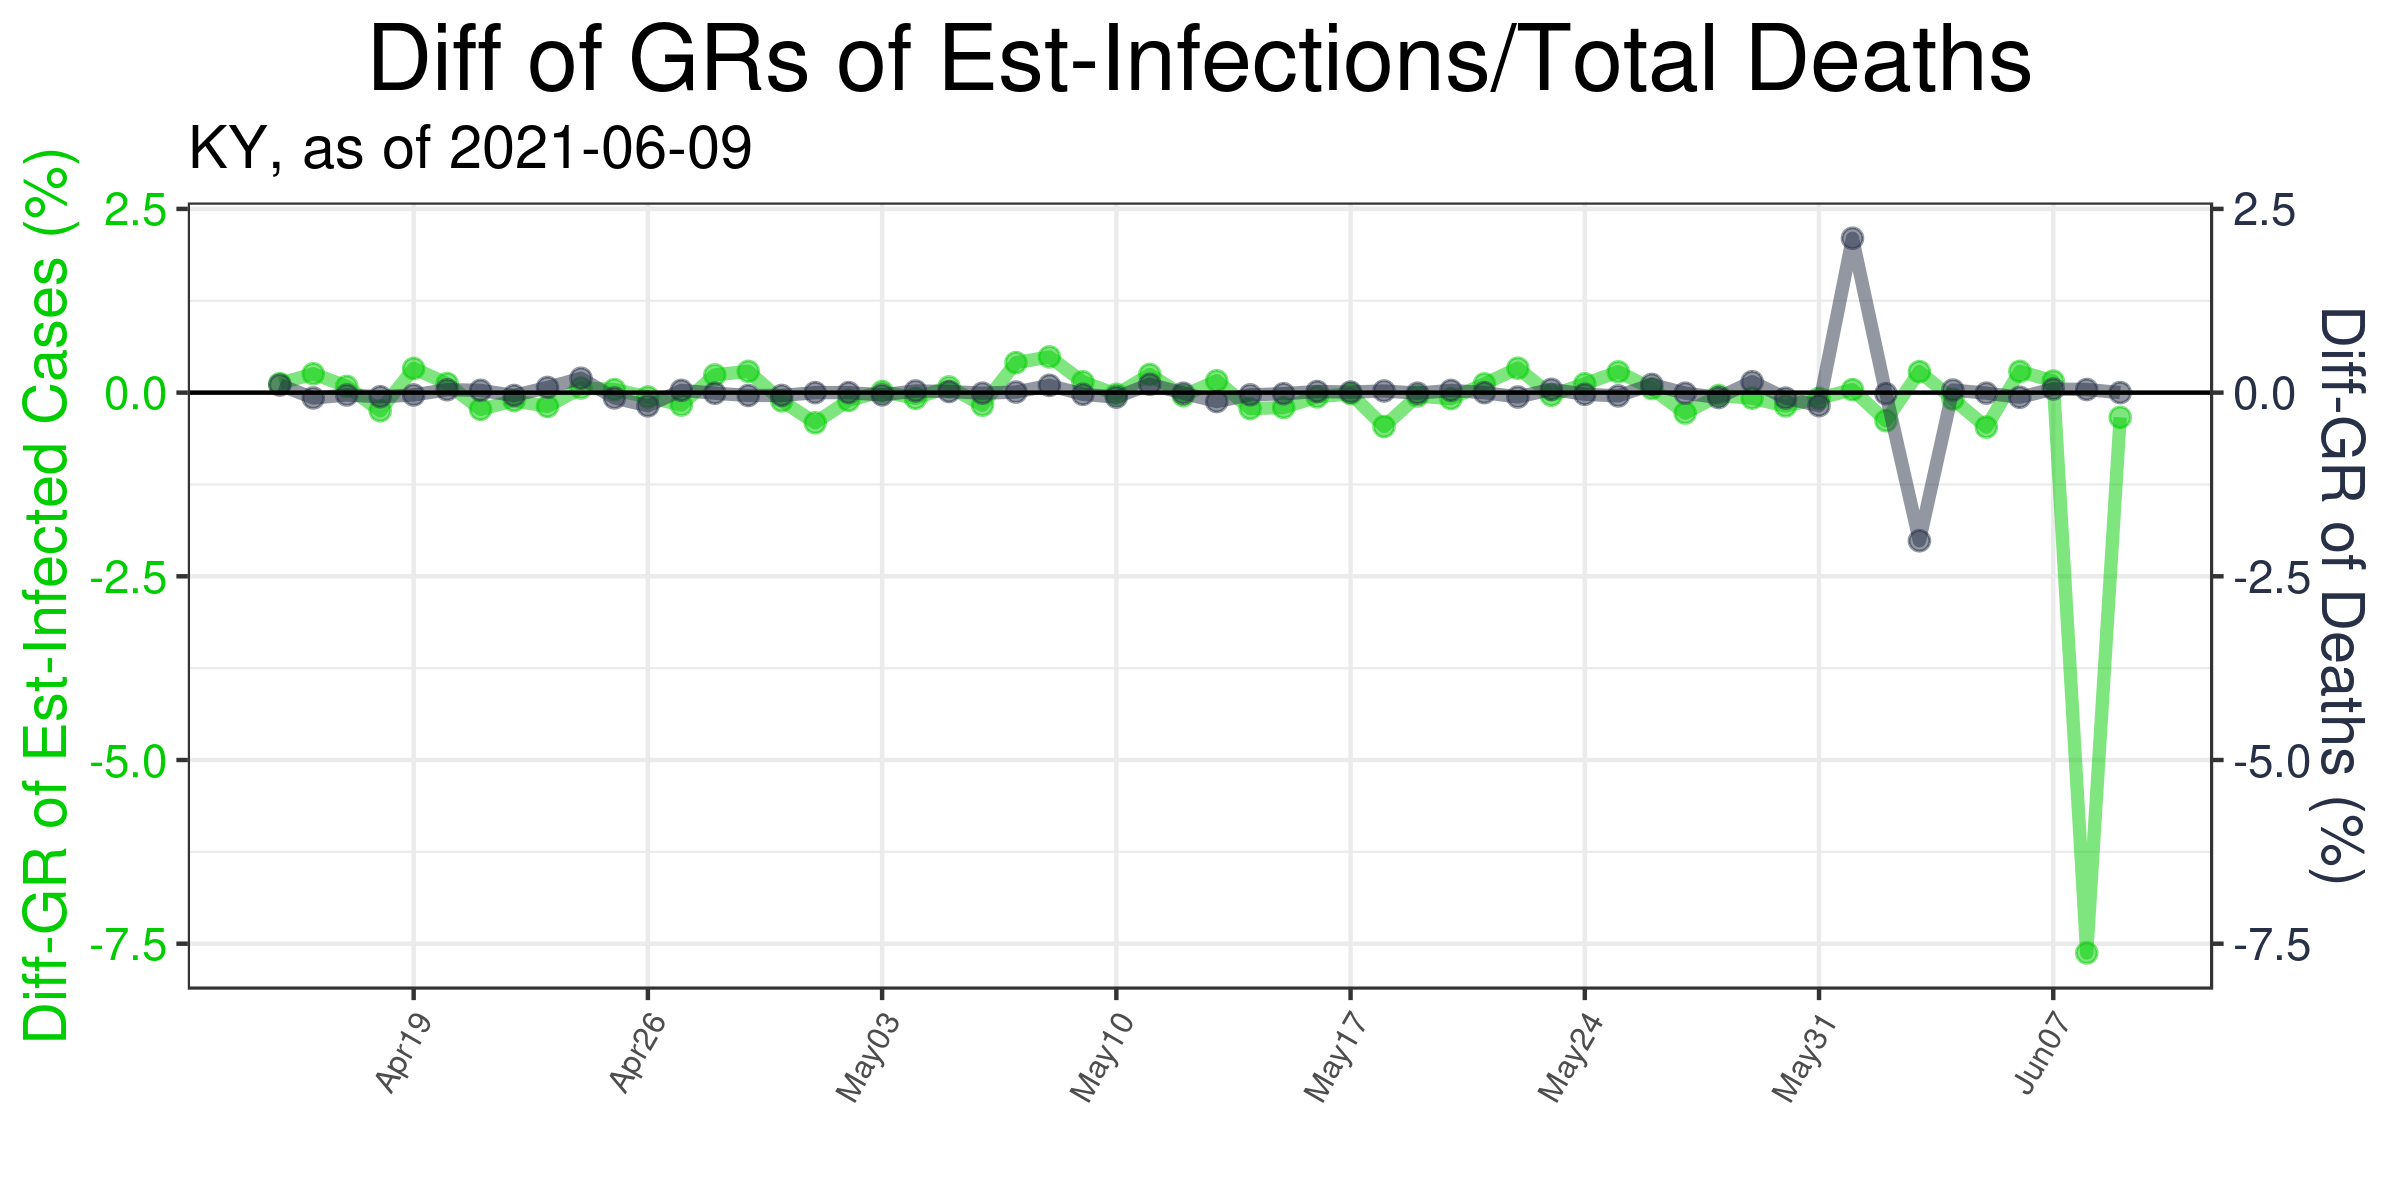 Diff of GRs of Est-Infections/Total Deaths
KY, as of 2021-06-09
Diff-GR of Est-Infected Cases (%)
2.5
0.0
-2.5
-5.0
-7.5
2.5
0.0
-2.5
-5.0
-7.5
Diff-GR of Deaths (%)
Apr19
Apr26
May03
May10
May17
May24
May31
Jun07